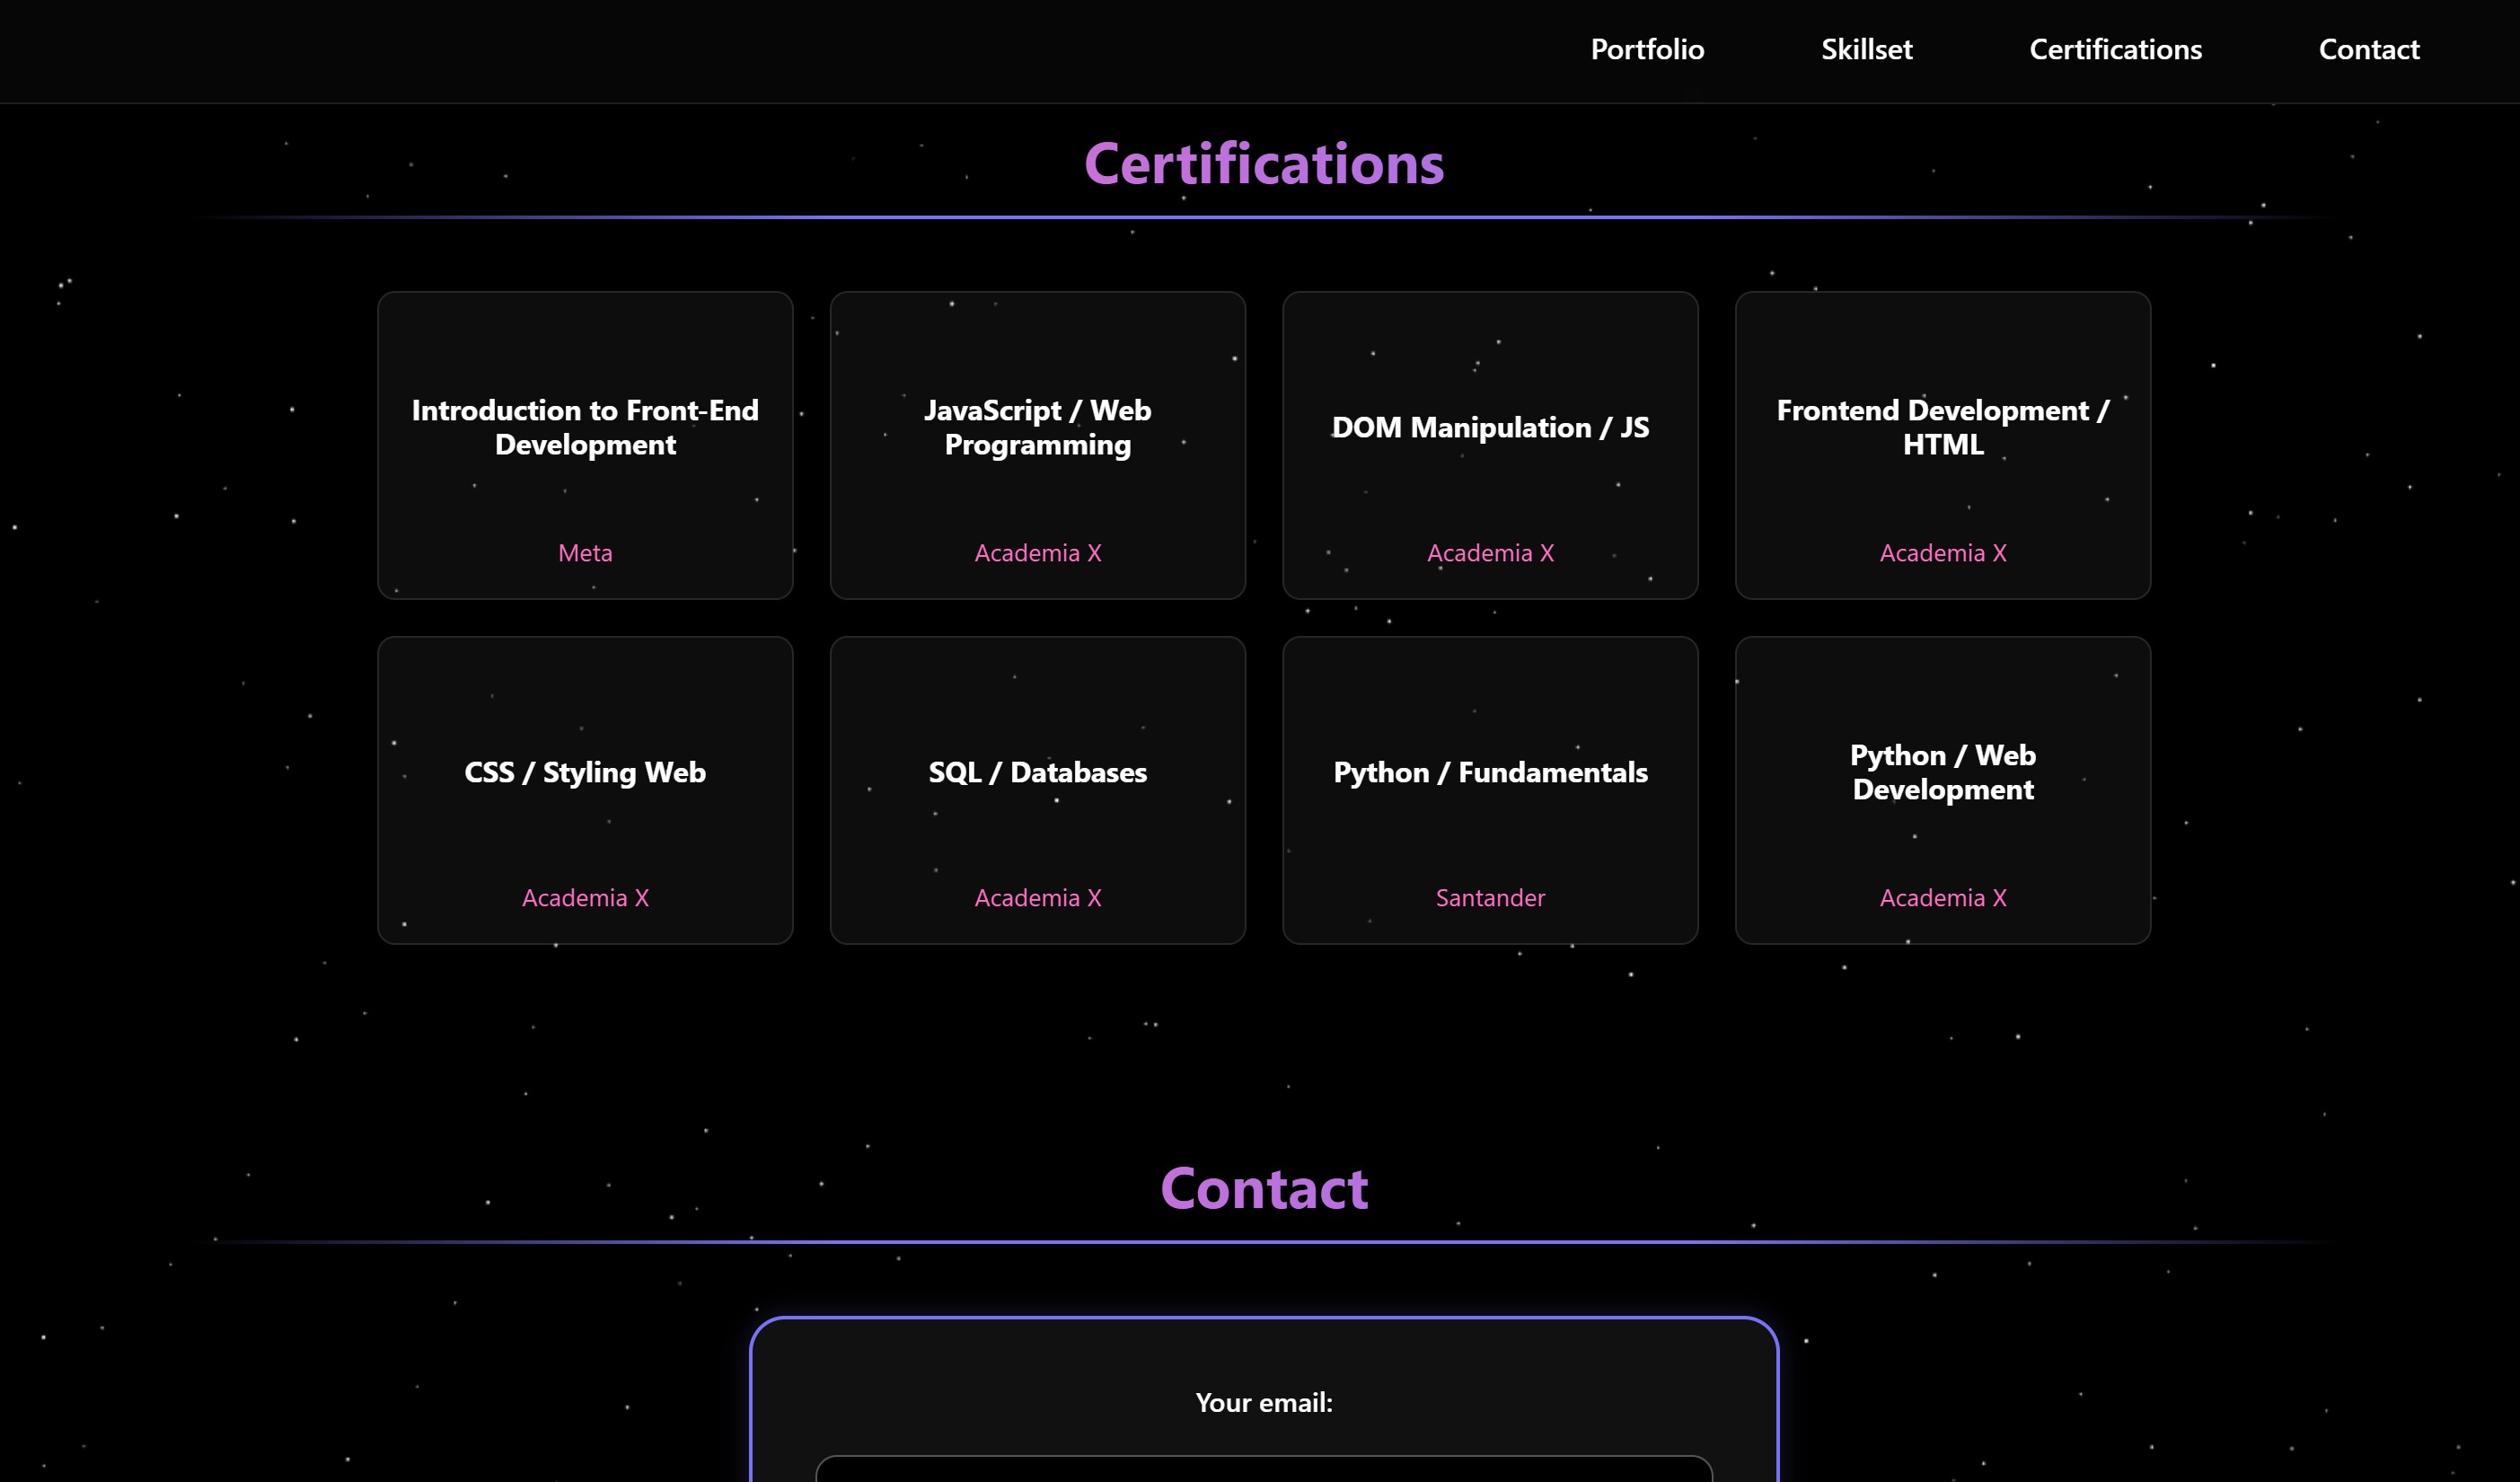 Portfolio Skillset Certifications Contact
Certifications
Introduction to Front-End
Development
Meta
JavaScript / Web
Programming
Academia X
DOM Manipulation / JS
Academia X
Frontend Development /
HTML
Academia X
CSS / Styling Web
Academia X
SQL / Databases
Academia X
Python / Fundamentals
Santander
Python / Web
Development
Academia X
Contact
Your email: